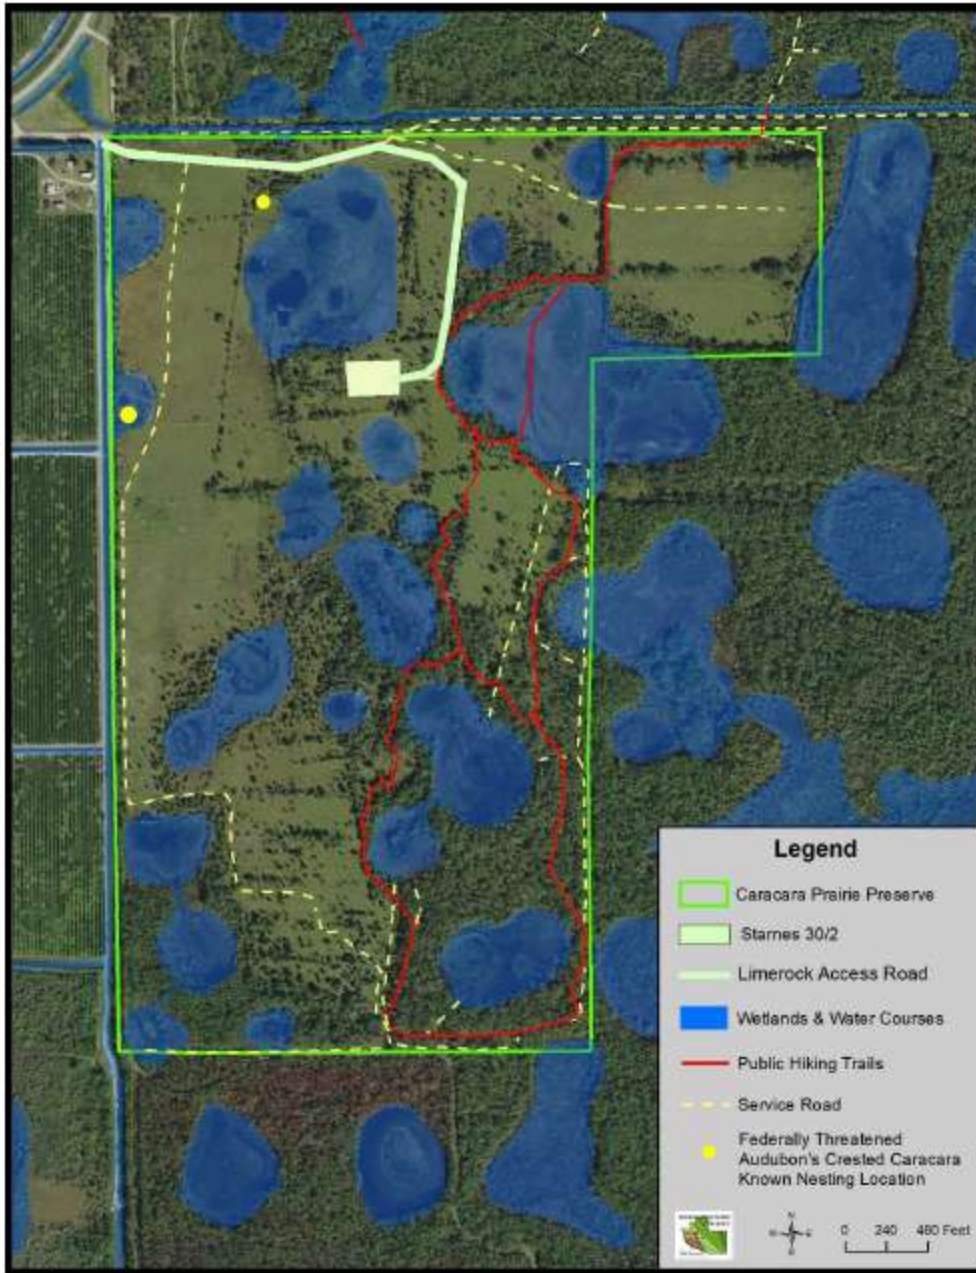 Legend
Caracara Prairie Preserve
Starnes 30/2
Limerock Access Road
Wetlands & Water Courses
Public Hiking Trails
Service Road
Federally Threatened
Audubon's Crested Caracara
Known Nesting Location
N
W E
S
0 240 480 Feet